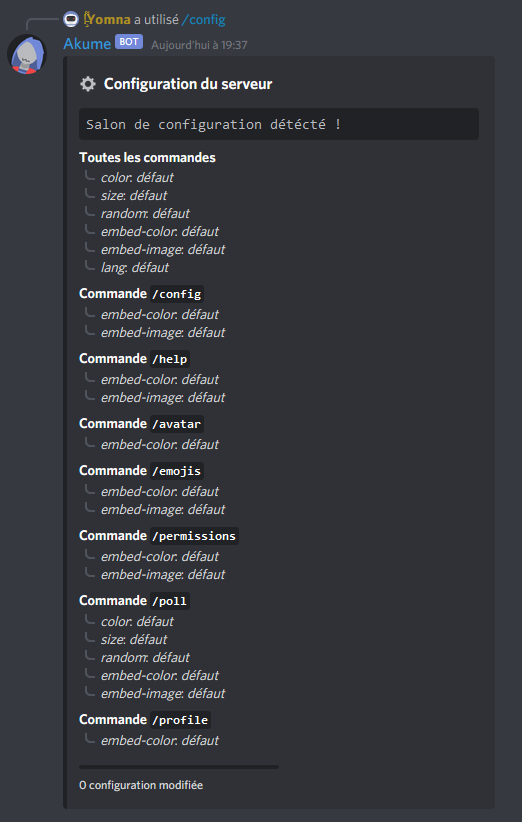 Yomna a utilisé /config
Akume BOT Aujourd'hui à 19:37
Configuration du serveur
Salon de configuration détécté !
Toutes les commandes
color: défaut
size: défaut
random: défaut
embed-color: défaut
embed-image: défaut
lang: défaut
Commande /config
embed-color: défaut
embed-image: défaut
Commande /help
embed-color: défaut
embed-image: défaut
Commande /avatar
embed-color: défaut
Commande /emojis
embed-color: défaut
embed-image: défaut
Commande /permissions
embed-color: défaut
embed-image: défaut
Commande /poll
color: défaut
size: défaut
random: défaut
embed-color: défaut
embed-image: défaut
Commande /profile
embed-color: défaut
0 configuration modifiée